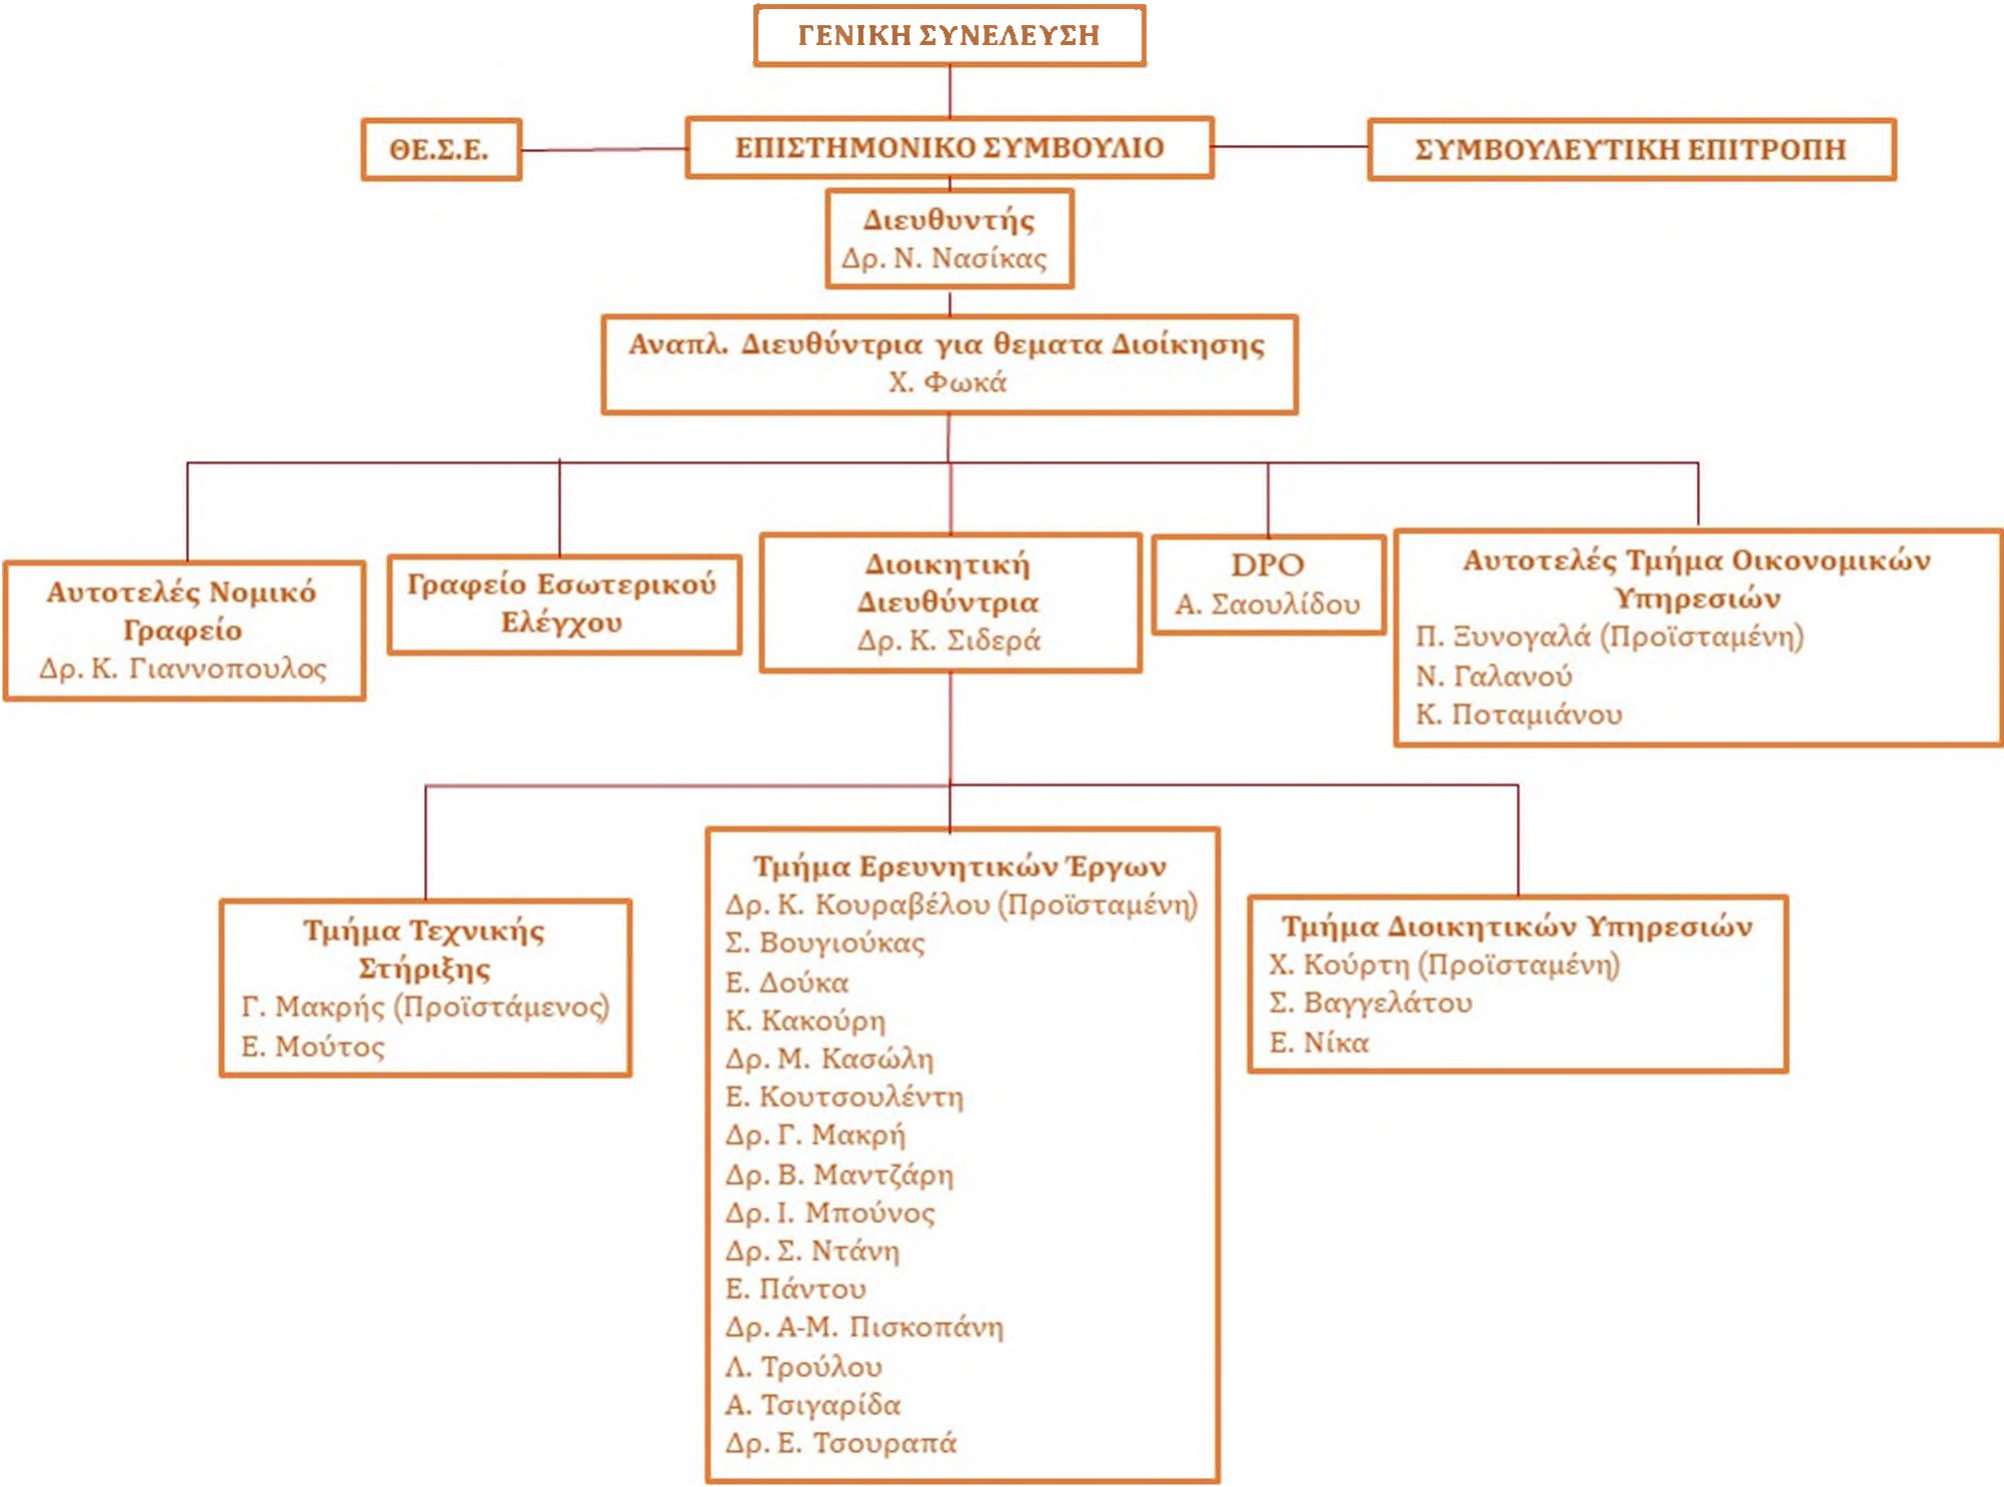 ΓΕΝΙΚΗ ΣΥΝΕΛΕΥΣΗ
ΘΕ.Σ.Ε.
ΕΠΙΣΤΗΜΟΝΙΚΟ ΣΥΜΒΟΥΛΙΟ
ΣΥΜΒΟΥΛΕΥΤΙΚΗ ΕΠΙΤΡΟΠΗ
Διευθυντής
Δρ. Ν. Νασίκας
Αναπλ. Διευθύντρια για θεματα Διοίκησης
Χ. Φωκά
Αυτοτελές Νομικό
Γραφείο
Δρ. Κ. Γιαννοπουλος
Γραφείο Εσωτερικού
Ελέγχου
Διοικητική
Διευθύντρια
Δρ. Κ. Σιδερά
DPO
Α. Σαουλίδου
Αυτοτελές Τμήμα Οικονομικών
Υπηρεσιών
Π. Ξυνογαλά (Προϊσταμένη)
Ν. Γαλανού
Κ. Ποταμιάνου
Τμήμα Τεχνικής
Στήριξης
Γ. Μακρής (Προϊστάμενος)
Ε. Μούτος
Τμήμα Ερευνητικών Έργων
Δρ. Κ. Κουραβέλου (Προϊσταμένη)
Σ. Βουγιούκας
Ε. Δούκα
Κ. Κακούρη
Δρ. Μ. Κασώλη
Ε. Κουτσουλέντη
Δρ. Γ. Μακρή
Δρ. Β. Μαντζάρη
Δρ. Ι. Μπούνος
Δρ. Σ. Ντάνη
Ε. Πάντου
Δρ. Α-Μ. Πισκοπάνη
Λ. Τρούλου
Α. Τσιγαρίδα
Δρ. Ε. Τσουραπά
Τμήμα Διοικητικών Υπηρεσιών
Χ. Κούρτη (Προϊσταμένη)
Σ. Βαγγελάτου
Ε. Νίκα